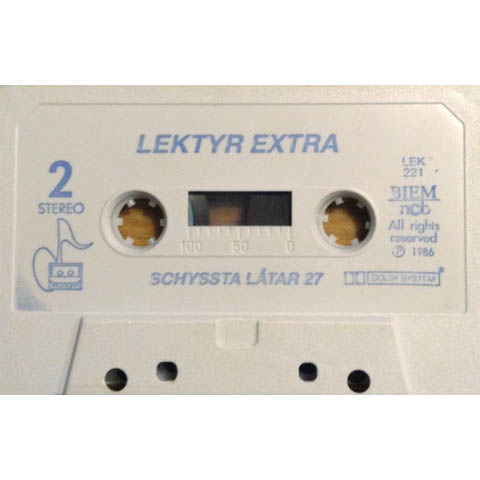 LEKTYR EXTRA
2
STEREO
LEK
221
BIEM
ncb
All rights
reserved
Ⓟ 1986
100 50 0
SCHYSSTA LÅTAR 27
DOLBY SYSTEM